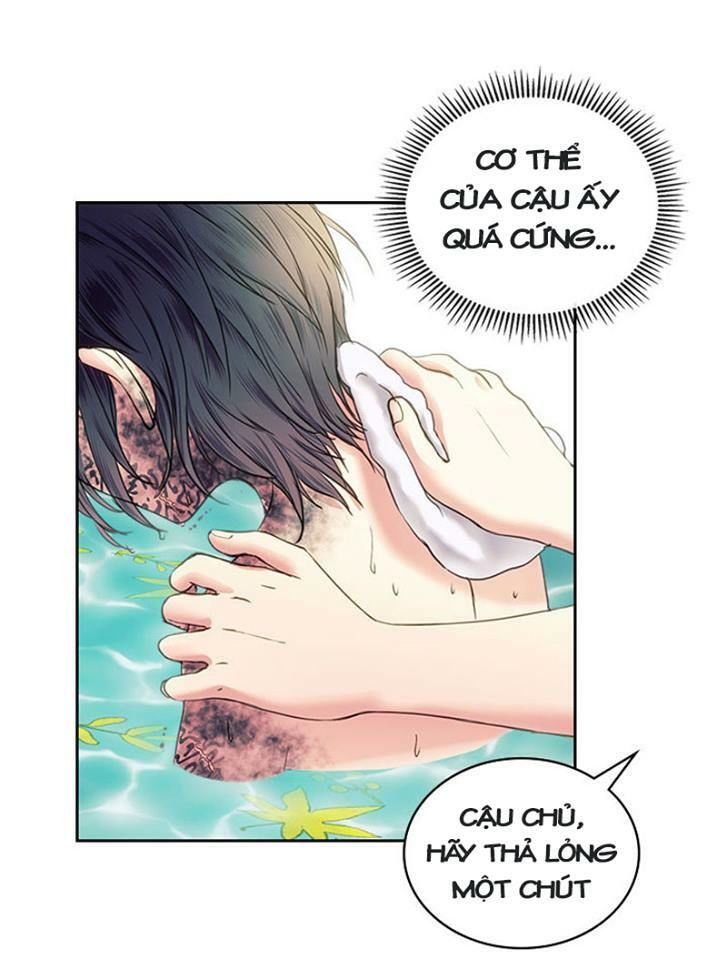 CƠ THỂ
CỦA CẬU ẤY
QUÁ CỨNG...
CẬU CHỦ,
HÃY THẢ LỎNG
MỘT CHÚT